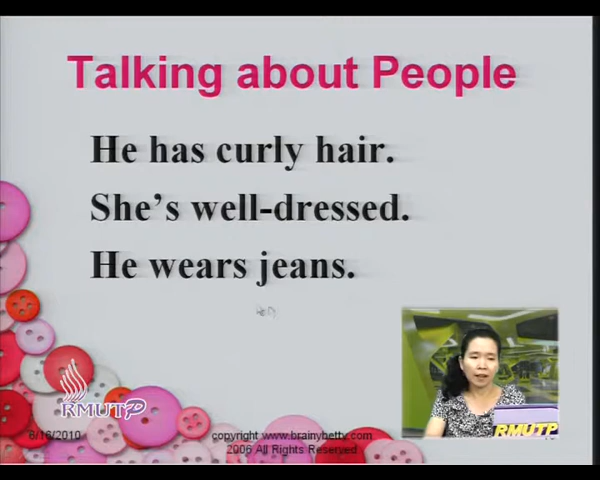 Talking about People
He has curly hair.
She's well-dressed.
He wears jeans.
RMUTP
RMUTP
8/16/2010
copyright www.brainybetty.com
2006 All Rights Reserved